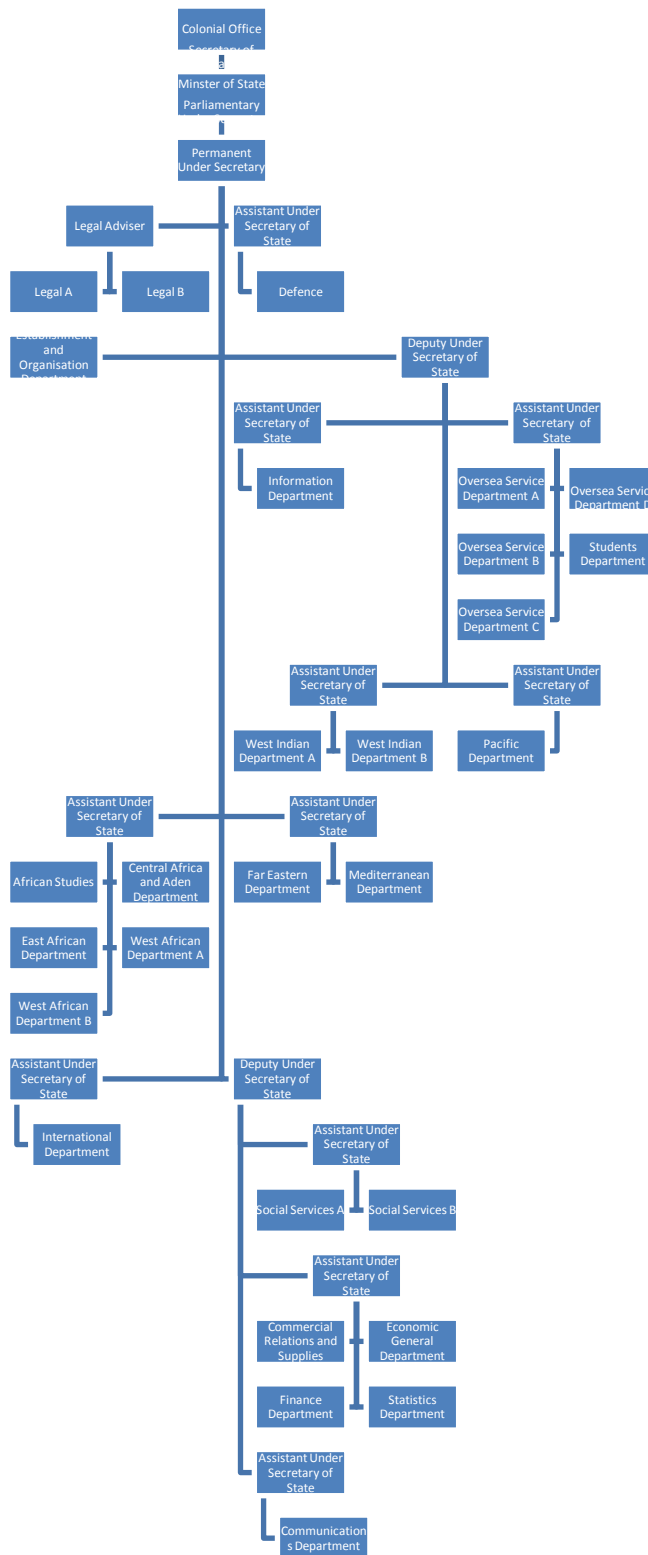 Colonial Office
Secretary of
Minster of State
Parliamentary
Permanent
Under Secretary
Legal Adviser
Assistant Under
Secretary of
State
Legal A
Legal B
Defence
Establishment
and
Organisation
Department
Deputy Under
Secretary of
State
Assistant Under
Secretary of
State
Assistant Under
Secretary of
State
Information
Department
Oversea Service
Department A
Oversea Service
Department D
Oversea Service
Department B
Students
Department
Oversea Service
Department C
Assistant Under
Secretary of
State
Assistant Under
Secretary of
State
West Indian
Department A
West Indian
Department B
Pacific
Department
Assistant Under
Secretary of
State
Assistant Under
Secretary of
State
African Studies
Central Africa
and Aden
Department
Far Eastern
Department
Mediterranean
Department
East African
Department
West African
Department A
West African
Department B
Assistant Under
Secretary of
State
Deputy Under
Secretary of
State
International
Department
Assistant Under
Secretary of
State
Social Services A
Social Services B
Assistant Under
Secretary of
State
Commercial
Relations and
Supplies
Economic
General
Department
Finance
Department
Statistics
Department
Assistant Under
Secretary of
State
Communication
s Department